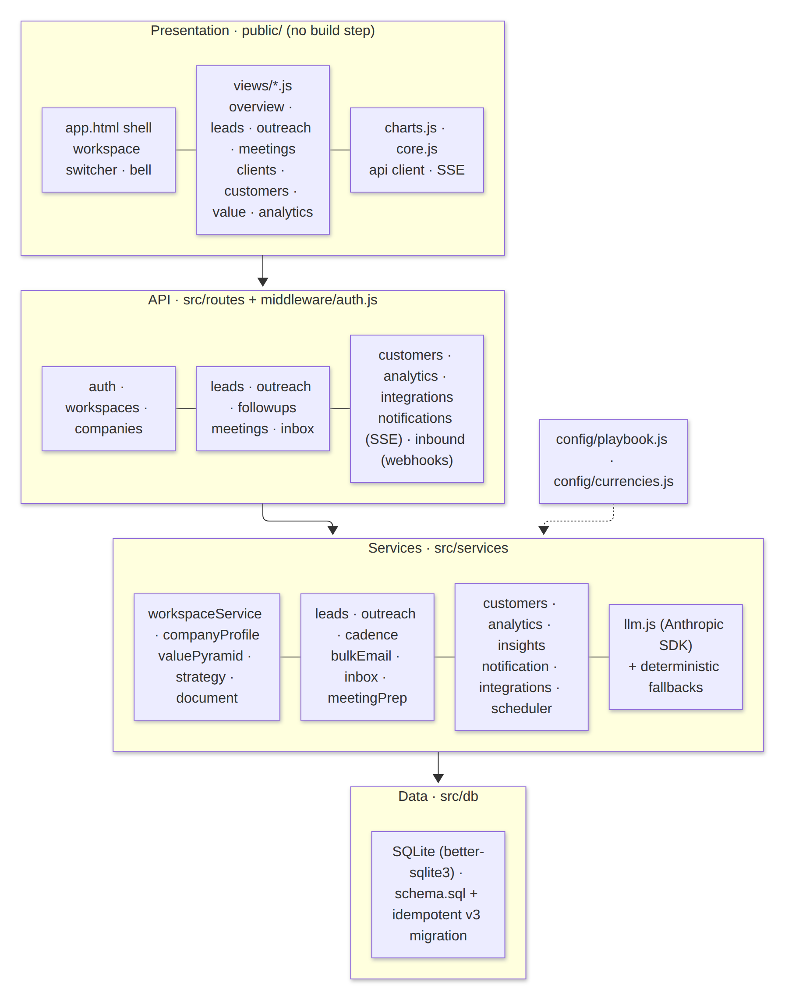 Presentation · public/ (no build step)
app.html shell
workspace
switcher · bell
views/*.js
overview ·
leads · outreach
· meetings
clients ·
customers ·
value · analytics
charts.js ·
core.js
api client · SSE
API · src/routes + middleware/auth.js
auth ·
workspaces ·
companies
leads · outreach
· followups
meetings · inbox
customers ·
analytics ·
integrations
notifications
(SSE) · inbound
(webhooks)
config/playbook.js
·
config/currencies.js
Services · src/services
workspaceService
· companyProfile
valuePyramid ·
strategy ·
document
leads · outreach
· cadence
bulkEmail ·
inbox ·
meetingPrep
customers ·
analytics ·
insights
notification ·
integrations ·
scheduler
llm.js (Anthropic
SDK)
+ deterministic
fallbacks
Data · src/db
SQLite (better-
sqlite3) ·
schema.sql +
idempotent v3
migration